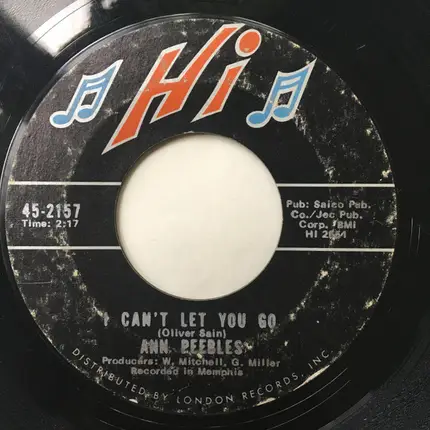 Hi
45-2157
Time: 2:17
Pub: Saico Pub.
Co./Jec Pub.
Corp. BMI
HI 2554
I CAN'T LET YOU GO
(Oliver Sain)
ANN PEEBLES
Producers: W. Mitchell, G. Miller
Recorded in Memphis
DISTRIBUTED BY LONDON RECORDS, INC.